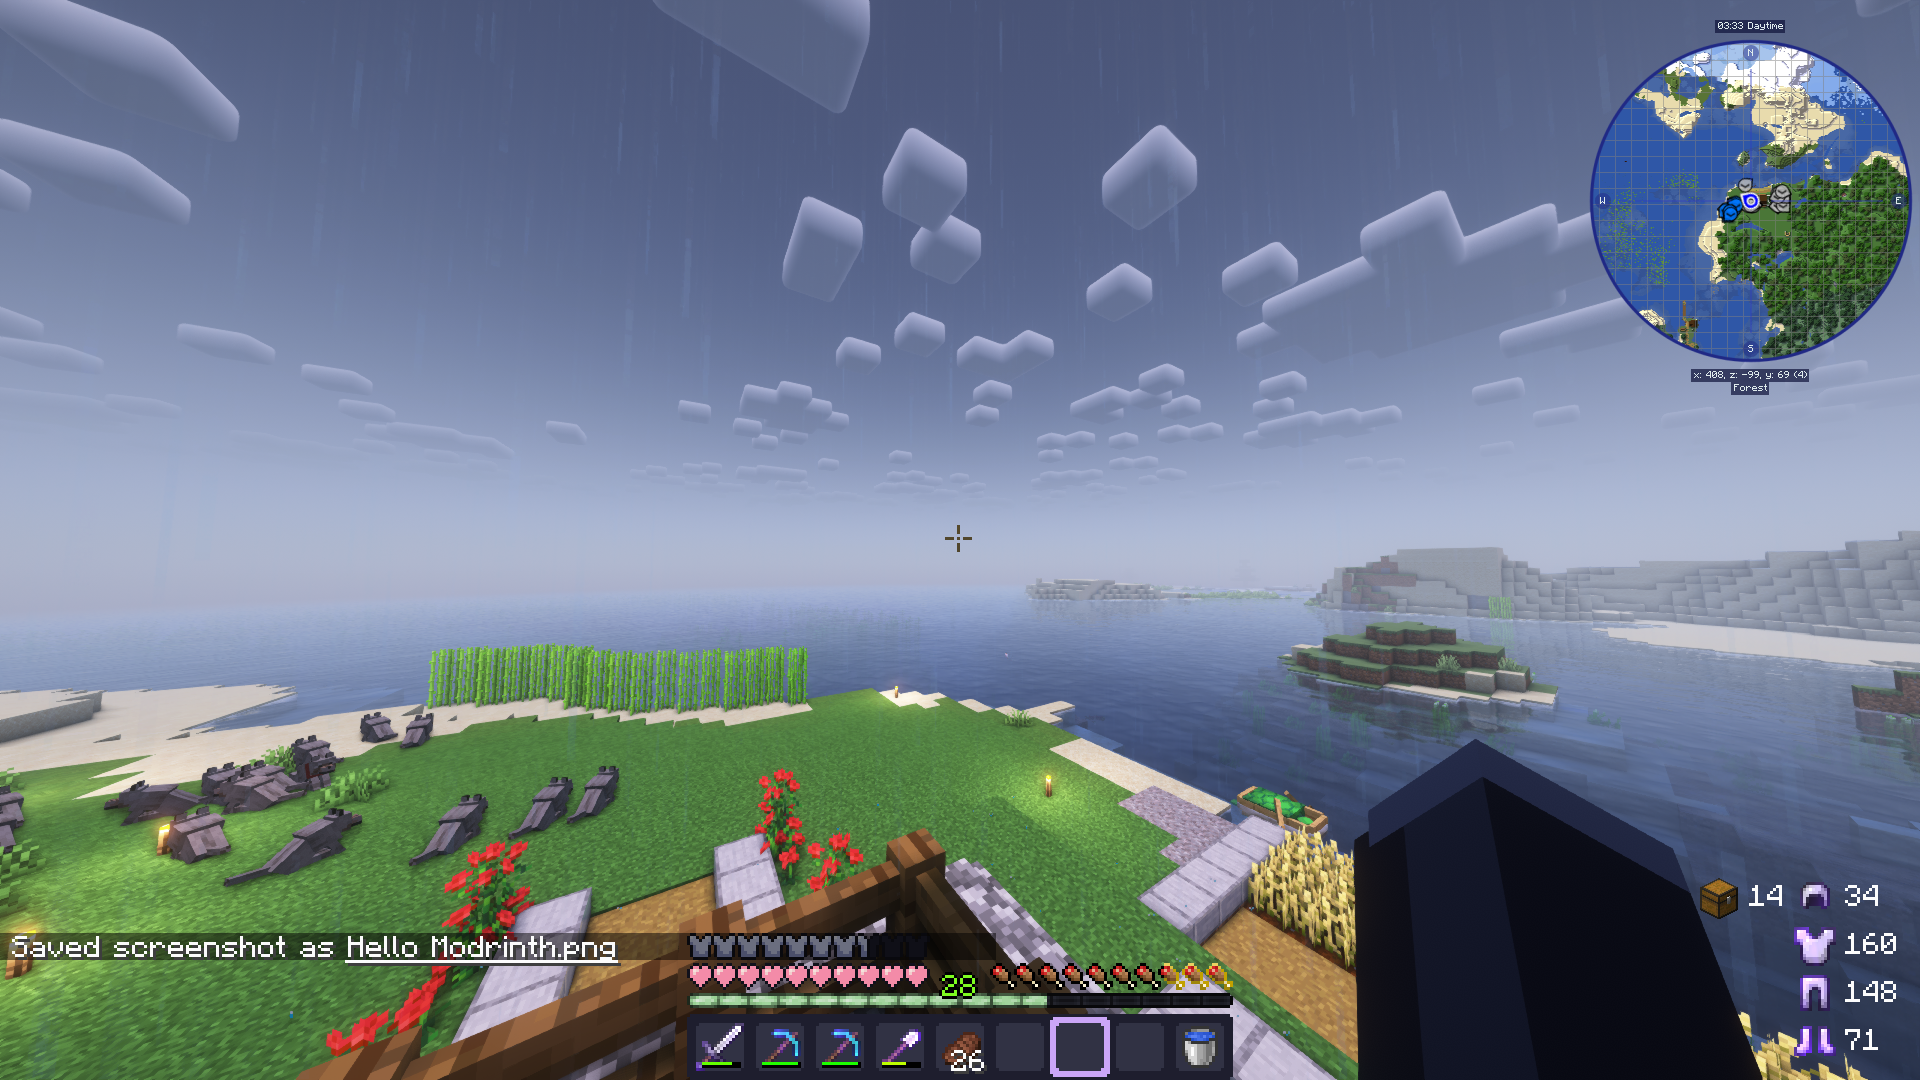 03:33 Daytime
N
W
E
S
x: 408, z: -99, y: 69 (4)
Forest
14
34
160
148
71
Saved screenshot as Hello Modrinth.png
28
26